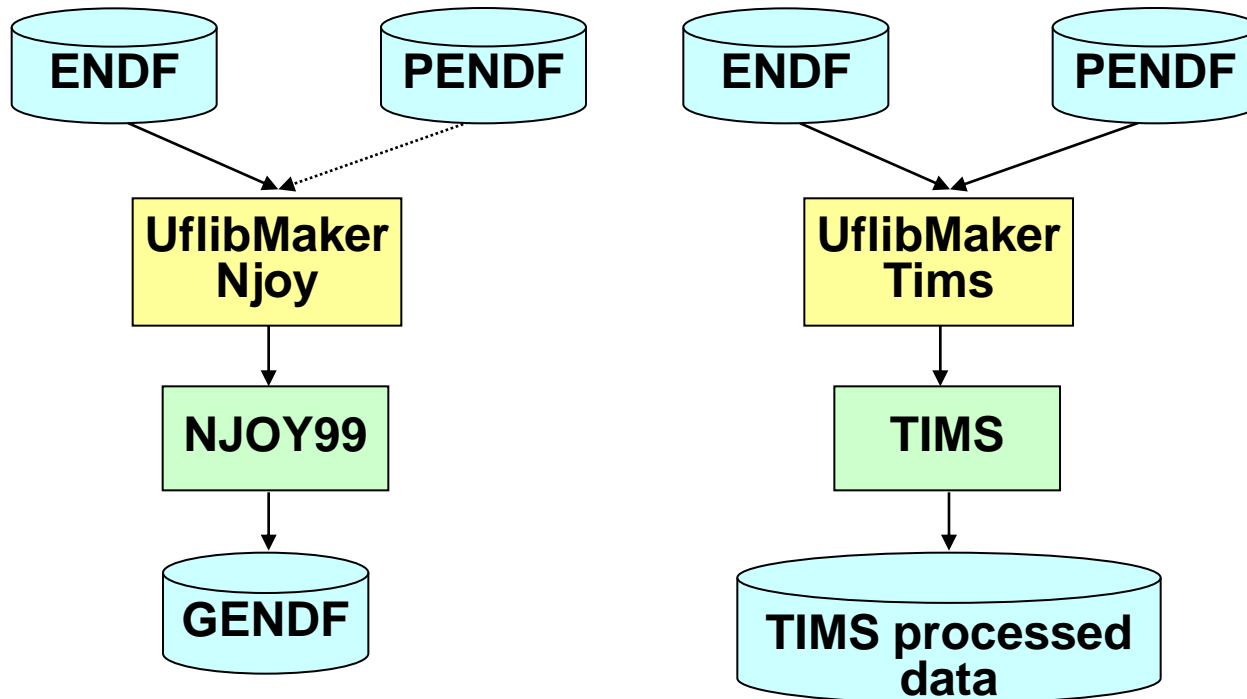 ENDF
PENDF
ENDF
PENDF
UflibMaker
Njoy
UflibMaker
Tims
NJOY99
TIMS
GENDF
TIMS processed
data